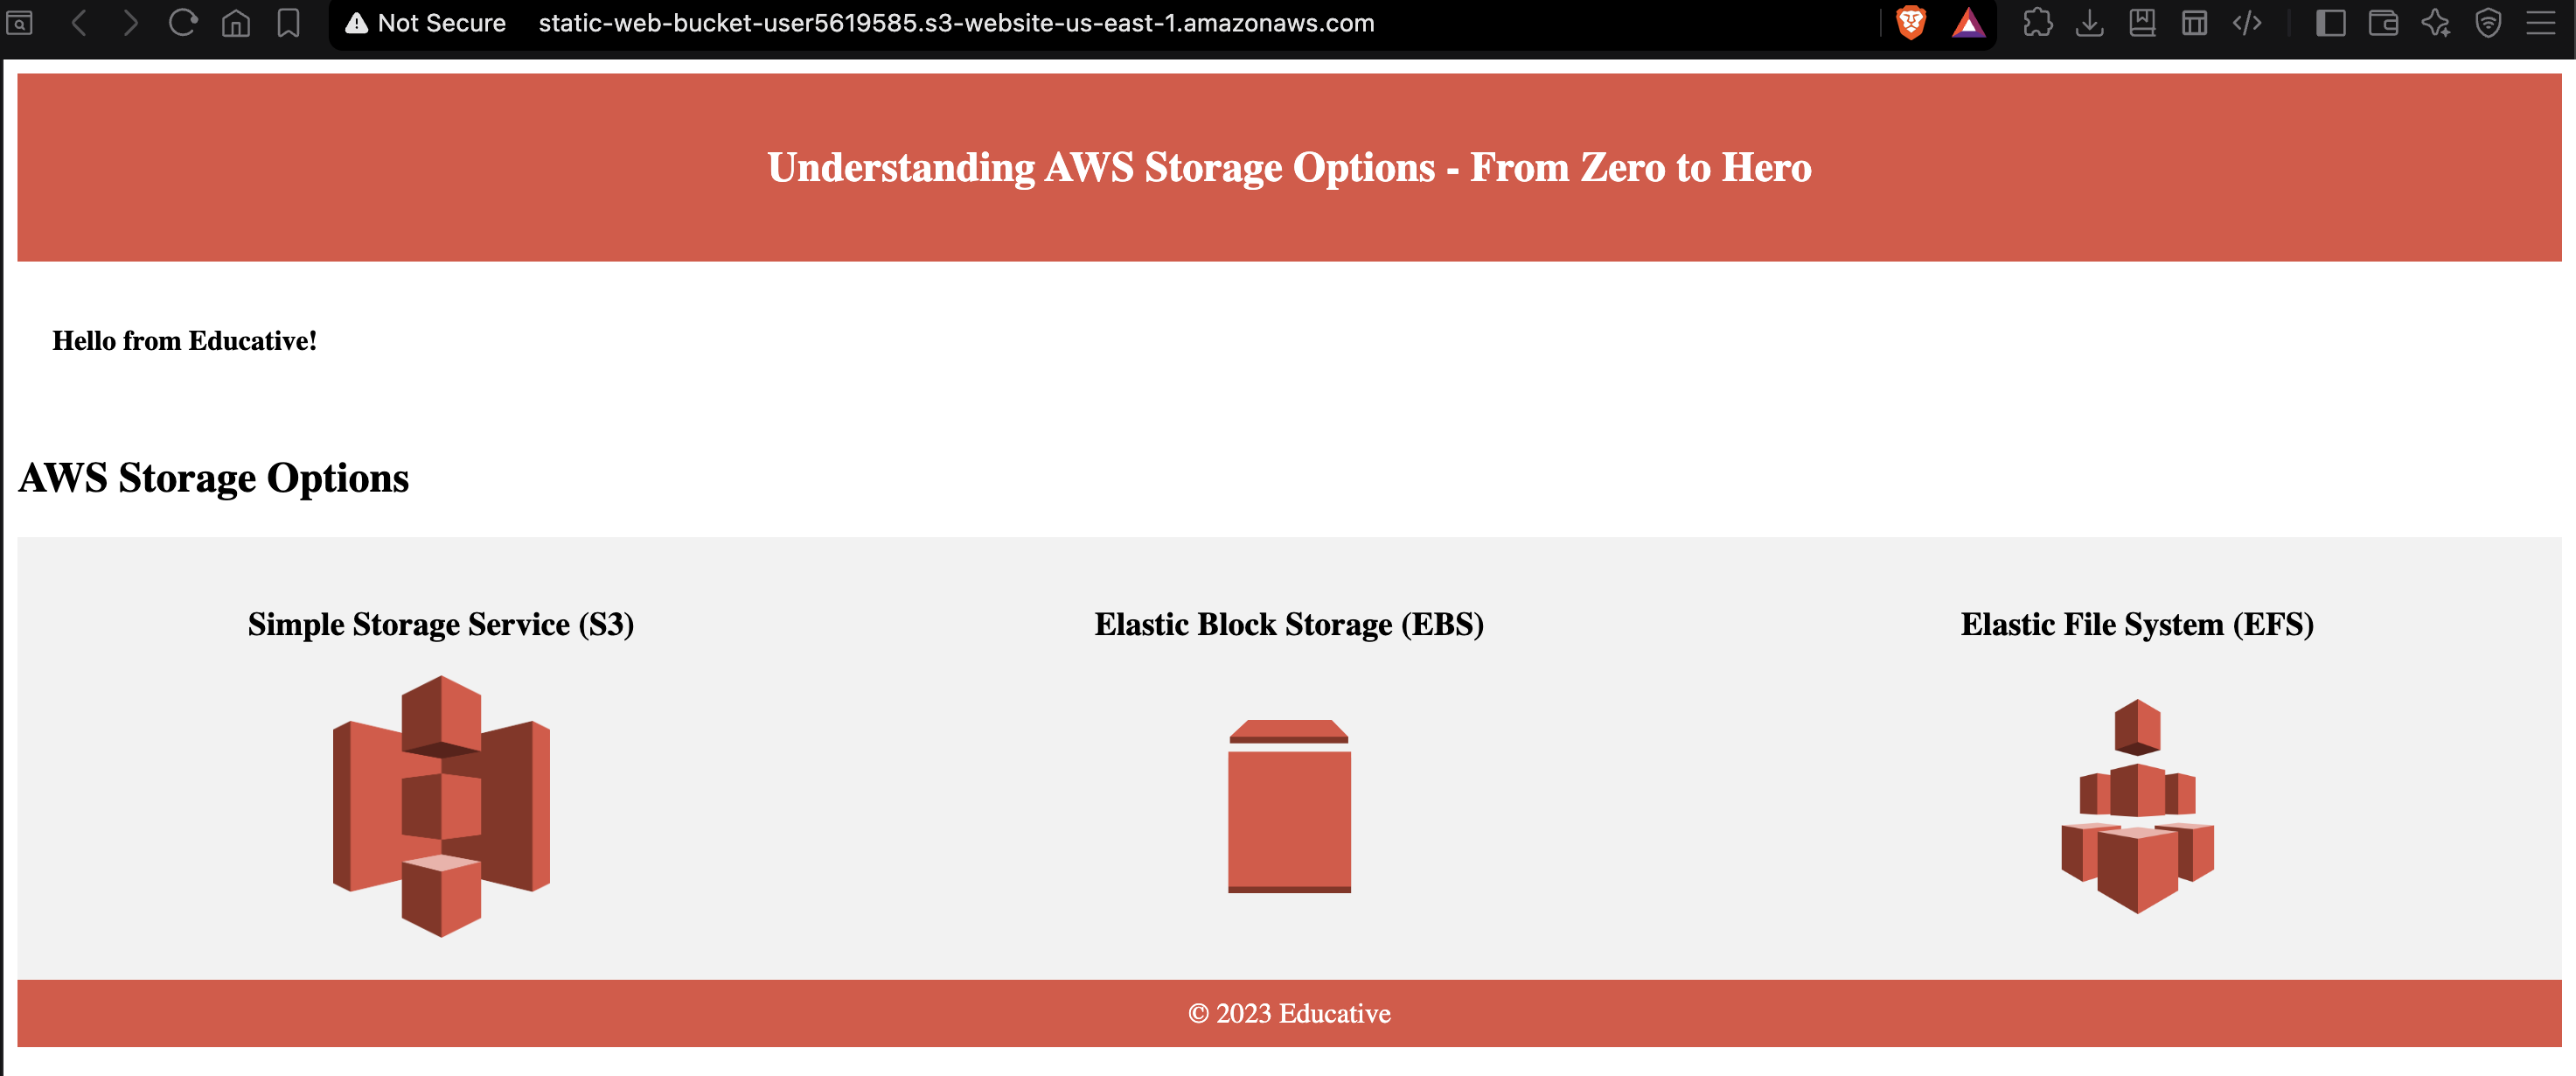 Not Secure static-web-bucket-user5619585.s3-website-us-east-1.amazonaws.com
Understanding AWS Storage Options - From Zero to Hero
Hello from Educative!
AWS Storage Options
Simple Storage Service (S3)
Elastic Block Storage (EBS)
Elastic File System (EFS)
© 2023 Educative